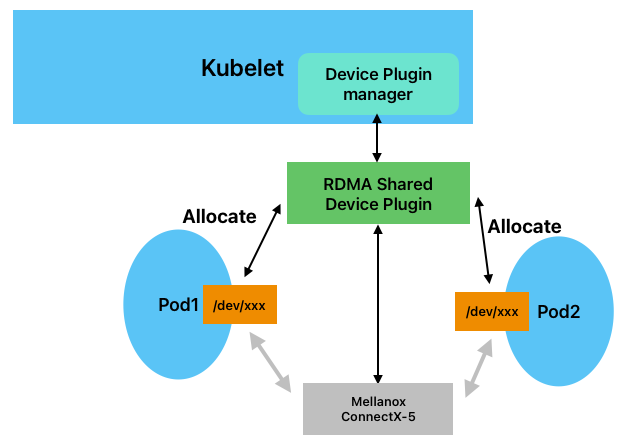 Kubelet
Device Plugin
manager
RDMA Shared
Device Plugin
Allocate
Allocate
Pod1
/dev/xxx
/dev/xxx
Pod2
Mellanox
ConnectX-5